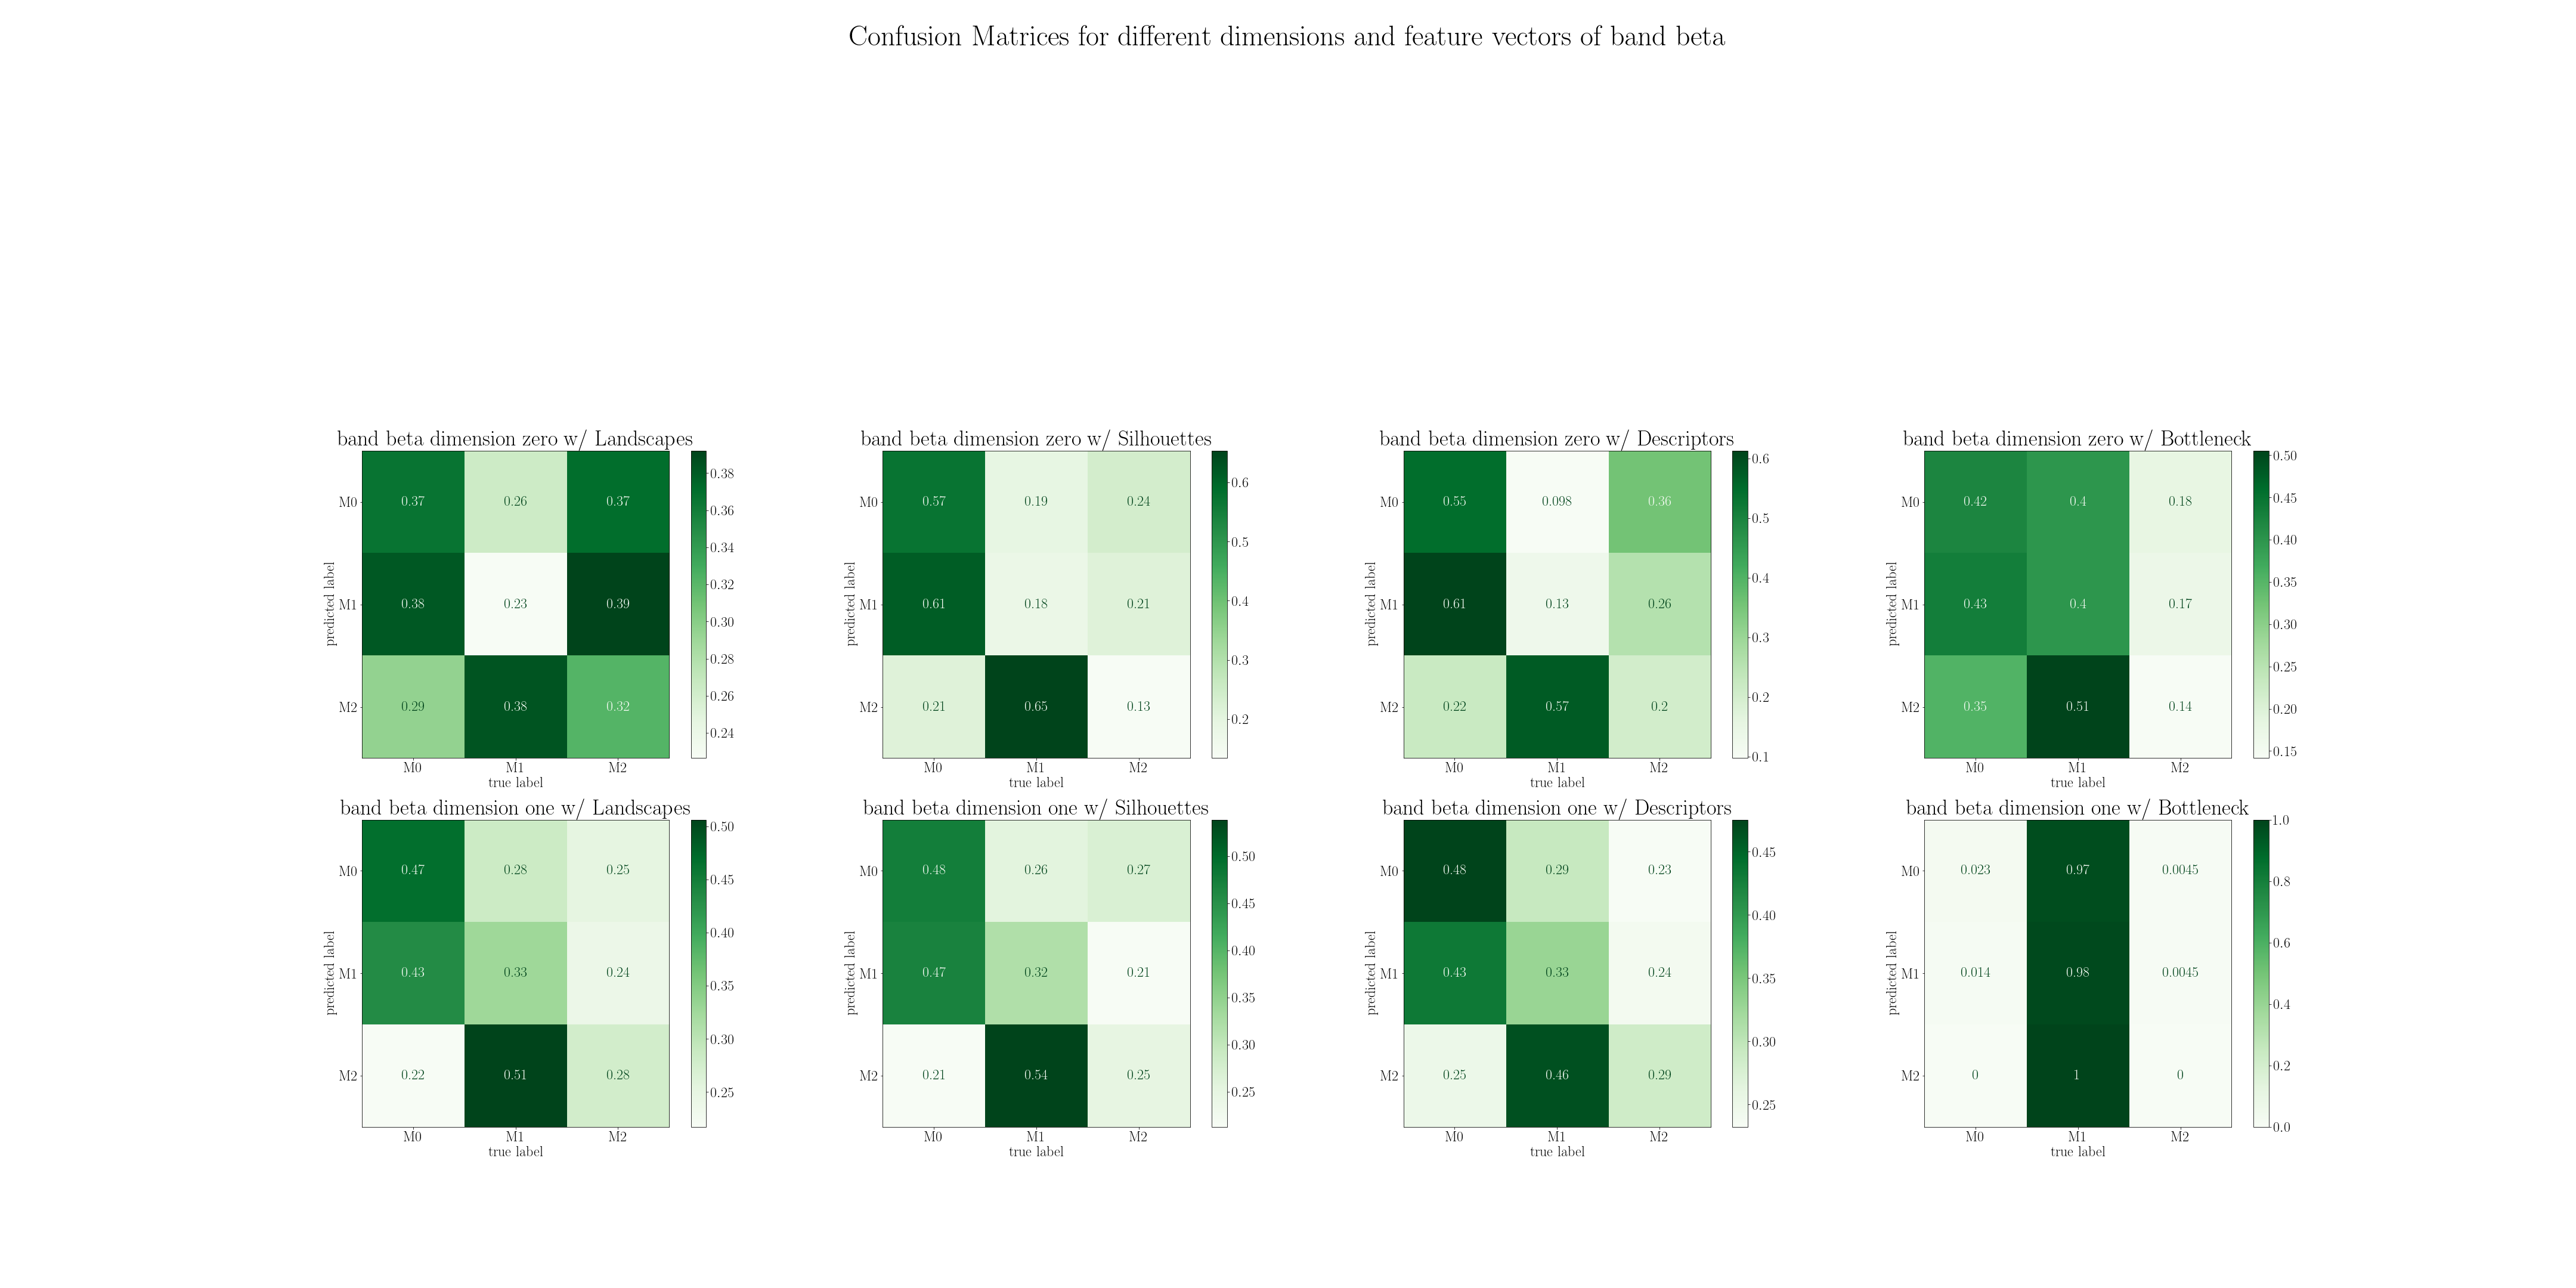 Confusion Matrices for different dimensions and feature vectors of band beta
band beta dimension zero w/ Landscapes
M0 0.37 0.26 0.37
M1 0.38 0.23 0.39
M2 0.29 0.38 0.32
M0 M1 M2
true label
predicted label
0.38
0.36
0.34
0.32
0.30
0.28
0.26
0.24
band beta dimension zero w/ Silhouettes
M0 0.57 0.19 0.24
M1 0.61 0.18 0.21
M2 0.21 0.65 0.13
M0 M1 M2
true label
predicted label
0.6
0.5
0.4
0.3
0.2
band beta dimension zero w/ Descriptors
M0 0.55 0.098 0.36
M1 0.61 0.13 0.26
M2 0.22 0.57 0.2
M0 M1 M2
true label
predicted label
0.6
0.5
0.4
0.3
0.2
0.1
band beta dimension zero w/ Bottleneck
M0 0.42 0.4 0.18
M1 0.43 0.4 0.17
M2 0.35 0.51 0.14
M0 M1 M2
true label
predicted label
0.50
0.45
0.40
0.35
0.30
0.25
0.20
0.15
band beta dimension one w/ Landscapes
M0 0.47 0.28 0.25
M1 0.43 0.33 0.24
M2 0.22 0.51 0.28
M0 M1 M2
true label
predicted label
0.50
0.45
0.40
0.35
0.30
0.25
band beta dimension one w/ Silhouettes
M0 0.48 0.26 0.27
M1 0.47 0.32 0.21
M2 0.21 0.54 0.25
M0 M1 M2
true label
predicted label
0.50
0.45
0.40
0.35
0.30
0.25
band beta dimension one w/ Descriptors
M0 0.48 0.29 0.23
M1 0.43 0.33 0.24
M2 0.25 0.46 0.29
M0 M1 M2
true label
predicted label
0.45
0.40
0.35
0.30
0.25
band beta dimension one w/ Bottleneck
M0 0.023 0.97 0.0045
M1 0.014 0.98 0.0045
M2 0 1 0
M0 M1 M2
true label
predicted label
1.0
0.8
0.6
0.4
0.2
0.0